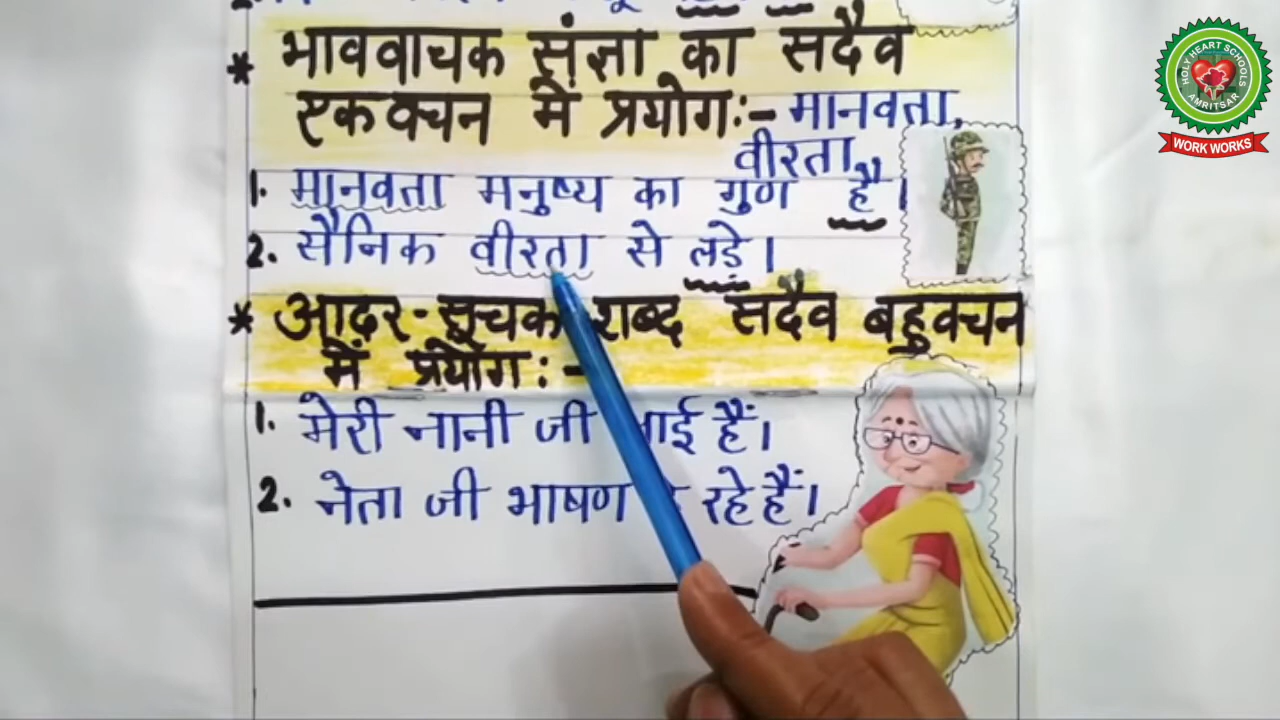 * भाववाचक संज्ञा का सदैव
एकवचन में प्रयोग:- मानवता,
वीरता
1. मानवता मनुष्य का गुण है।
2. सैनिक वीरता से लड़े।
* आदर-सूचक शब्द सदैव बहुवचन
में प्रयोग: -
1. मेरी नानी जी आई हैं।
2. नेता जी भाषण रहे हैं।
HOLY HEART SCHOOLS
AMRITSAR
WORK WORKS